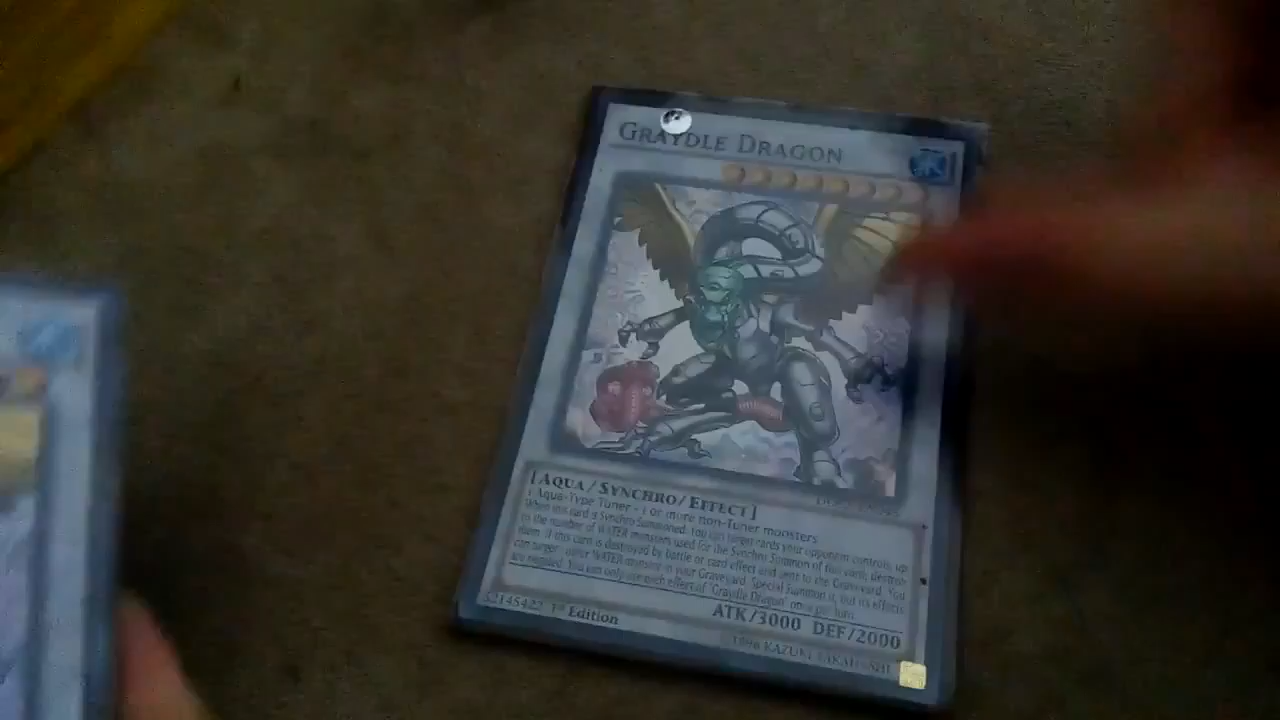 GRAYDLE DRAGON
[AQUA/SYNCHRO/EFFECT]
1 Aqua-Type Tuner + 1 or more non-Tuner monsters
When this card is Synchro Summoned: You can target cards your opponent controls, up
to the number of WATER monsters used for the Synchro Summon of this card; destroy
them. If this card is destroyed by battle or card effect and sent to the Graveyard: You
can target 1 other WATER monster in your Graveyard; Special Summon it, but its effects
are negated. You can only use each effect of "Graydle Dragon" once per turn.
ATK/3000 DEF/2000
52145422 1st Edition
1996 KAZUKI TAKAHASHI